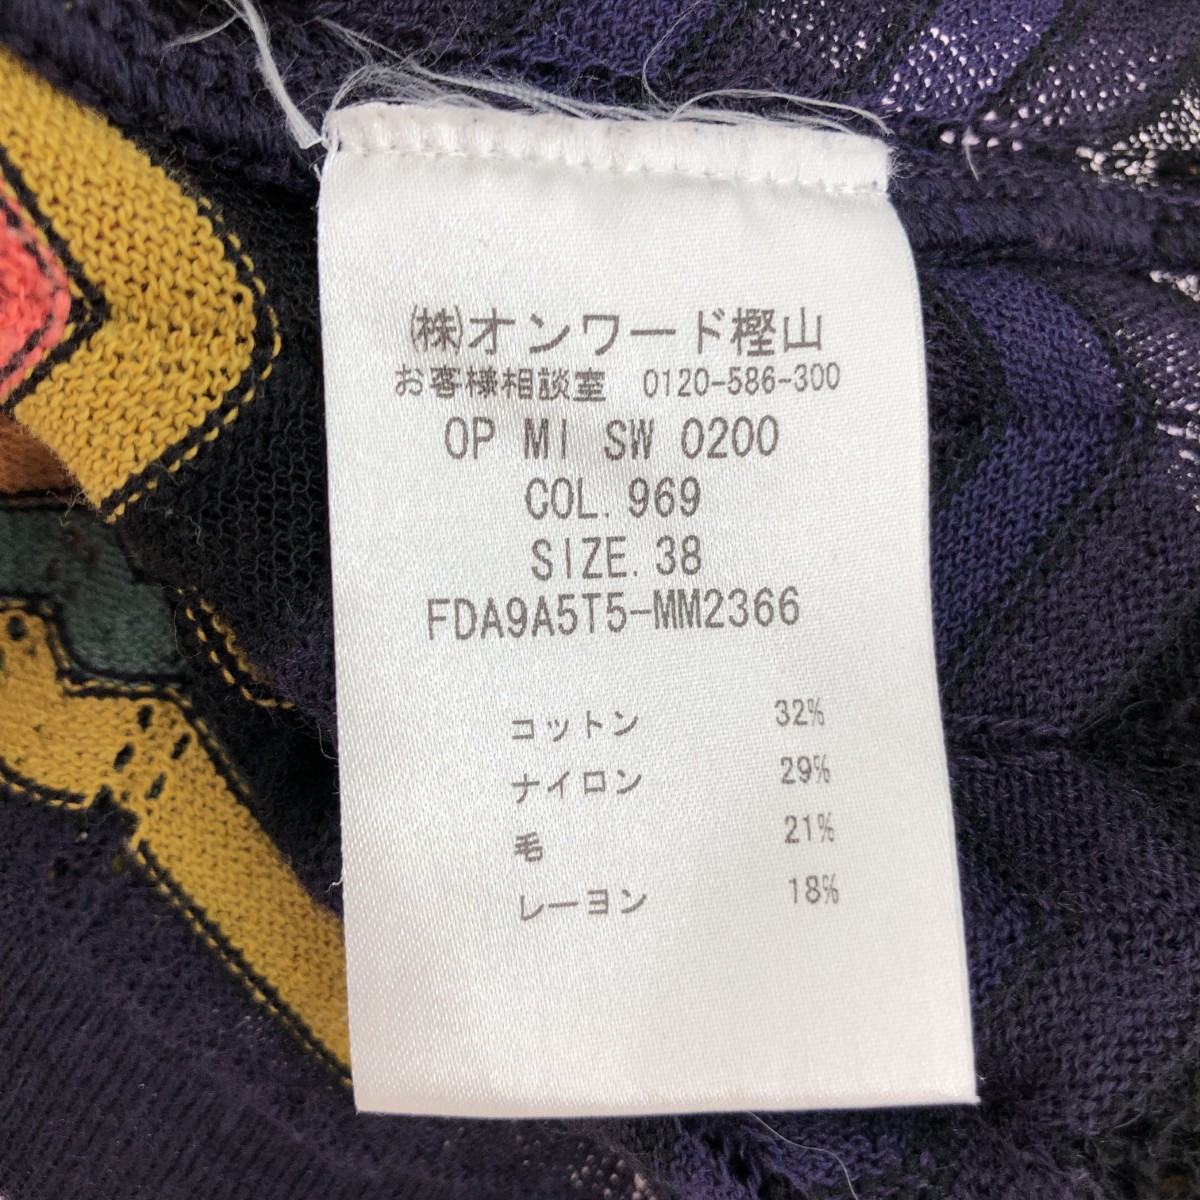 ㈱オンワード樫山
お客様相談室 0120-586-300
OP MI SW 0200
COL.969
SIZE.38
FDA9A5T5-MM2366
コットン 32%
ナイロン 29%
毛 21%
レーヨン 18%